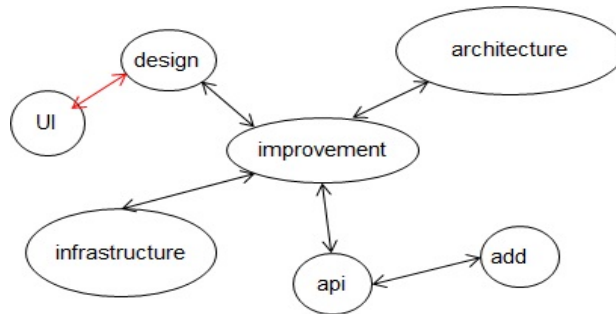 design
architecture
UI
improvement
infrastructure
add
api